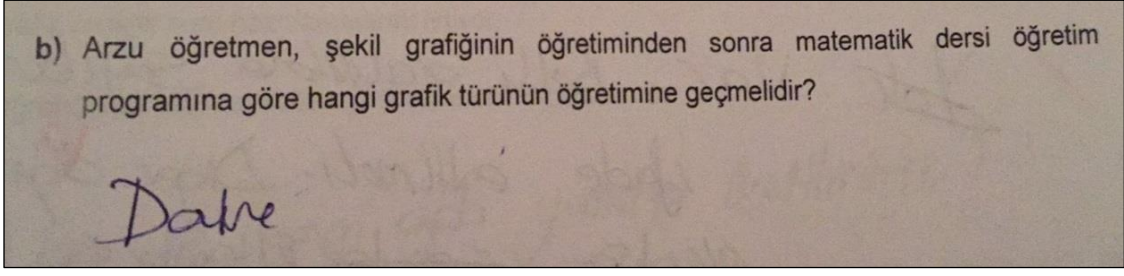 b) Arzu öğretmen, şekil grafiğinin öğretiminden sonra matematik dersi öğretim
programına göre hangi grafik türünün öğretimine geçmelidir?
Daire